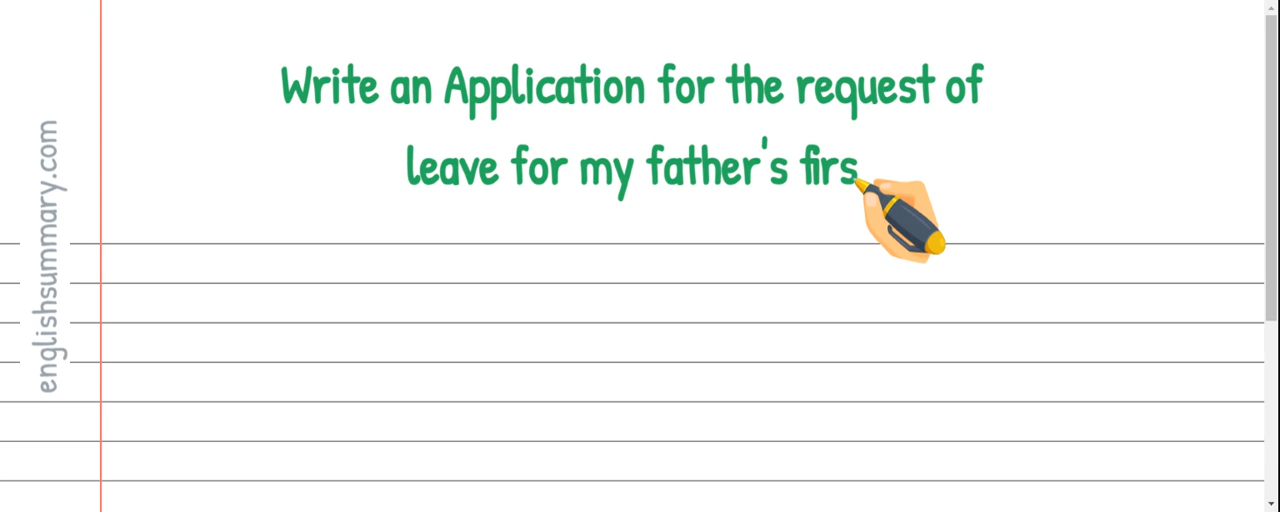 Write an Application for the request of
leave for my father's firs
englishsummary.com